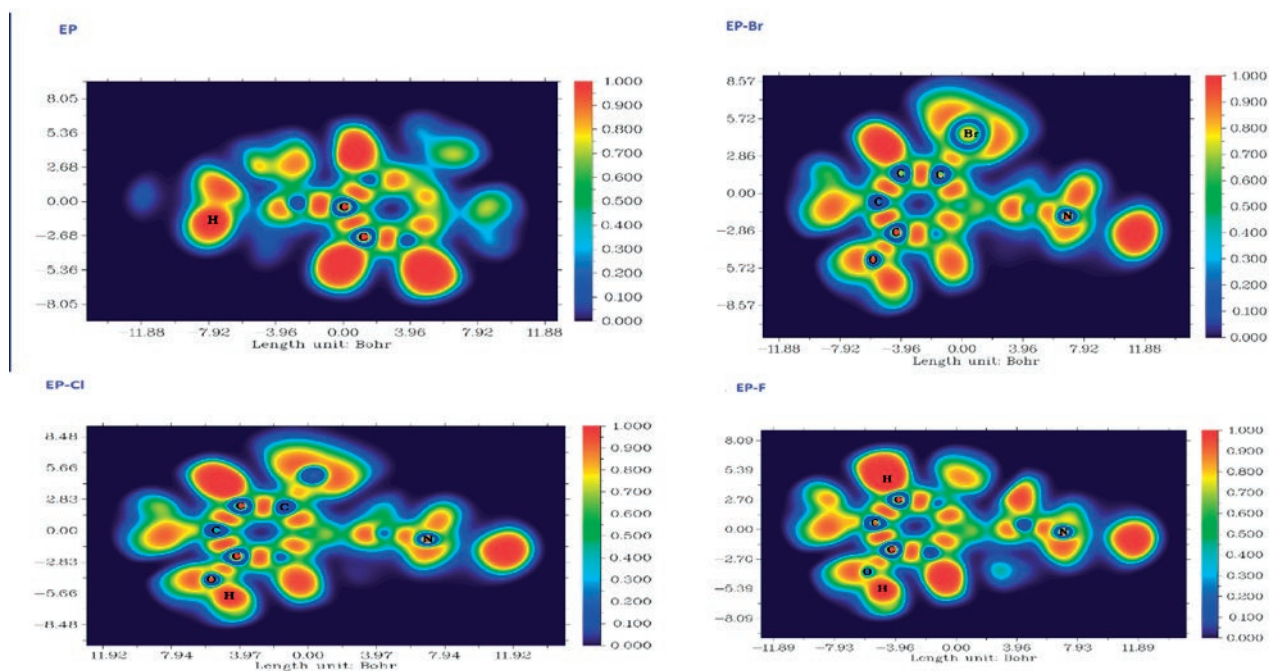 EP
8.05
5.36
2.68
0.00
−2.68
−5.36
−8.05
H
C
C
1.000
0.900
0.800
0.700
0.600
0.500
0.400
0.300
0.200
0.100
0.000
−11.88 7.92 −3.96 0.00 3.96 7.92 11.88
Length unit: Bohr
EP-Br
8.57
5.72
2.86
0.00
−2.86
−5.72
−8.57
Br
C C
C
N
C
1.000
0.900
0.800
0.700
0.600
0.500
0.400
0.300
0.200
0.100
0.000
−11.88 −7.92 −3.96 0.00 3.96 7.92 11.88
Length unit: Bohr
EP-Cl
8.48
5.66
2.83
0.00
−2.83
−5.66
−8.48
C C
C
N
C
H
1.000
0.900
0.800
0.700
0.600
0.500
0.400
0.300
0.200
0.100
0.000
11.92 7.94 3.97 0.00 3.97 7.94 11.92
Length unit: Bohr
EP-F
8.09
5.39
2.70
0.00
−2.70
−5.39
−8.09
H
C
C
N
C
O
H
1.000
0.900
0.800
0.700
0.600
0.500
0.400
0.300
0.200
0.100
0.000
−11.89 −7.93 −3.96 0.00 3.96 7.93 11.89
Length unit: Bohr